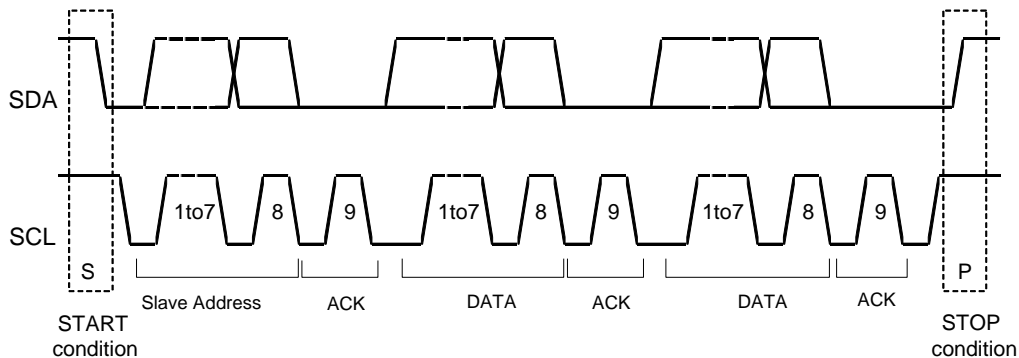 SDA
SCL
1to7 8 9 1to7 8 9 1to7 8 9
S P
Slave Address ACK DATA ACK DATA ACK
START
condition
STOP
condition